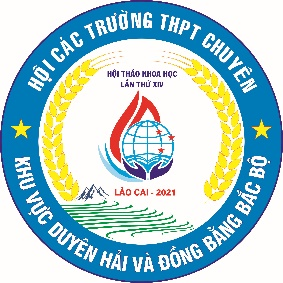 HỘI CÁC TRƯỜNG THPT CHUYÊN
HỘI THẢO KHOA HỌC
LẦN THỨ XIV
LÀO CAI - 2021
KHU VỰC DUYÊN HẢI VÀ ĐỒNG BẰNG BẮC BỘ